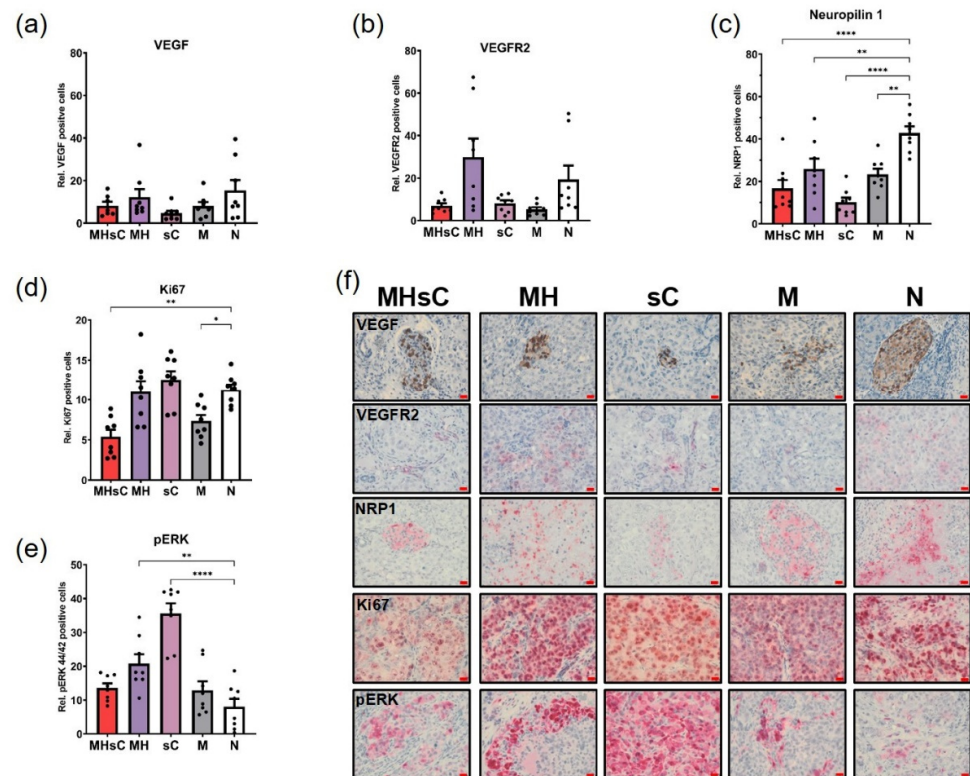 (a)
VEGF
Rel. VEGF positve cells
80
60
40
20
0
MHsC MH sC M N
(b)
VEGFR2
Rel. VEGFR2 positive cells
80
60
40
20
0
MHsC MH sC M N
(c)
Neuropilin 1
Rel. NRP1 positive cells
****
**
****
**
80
60
40
20
0
MHsC MH sC M N
(d)
Ki67
Rel. Ki67 positive cells
**
*
20
15
10
5
0
MHsC MH sC M N
(e)
pERK
Rel. pERK 44/42 positive cells
**
****
50
40
30
20
10
0
MHsC MH sC M N
(f)
MHsC MH sC M N
VEGF
VEGFR2
NRP1
Ki67
pERK